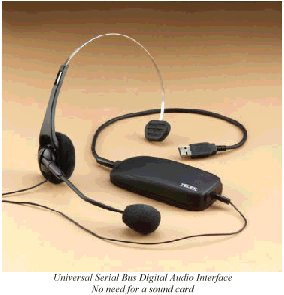 TELEX
Universal Serial Bus Digital Audio Interface
No need for a sound card